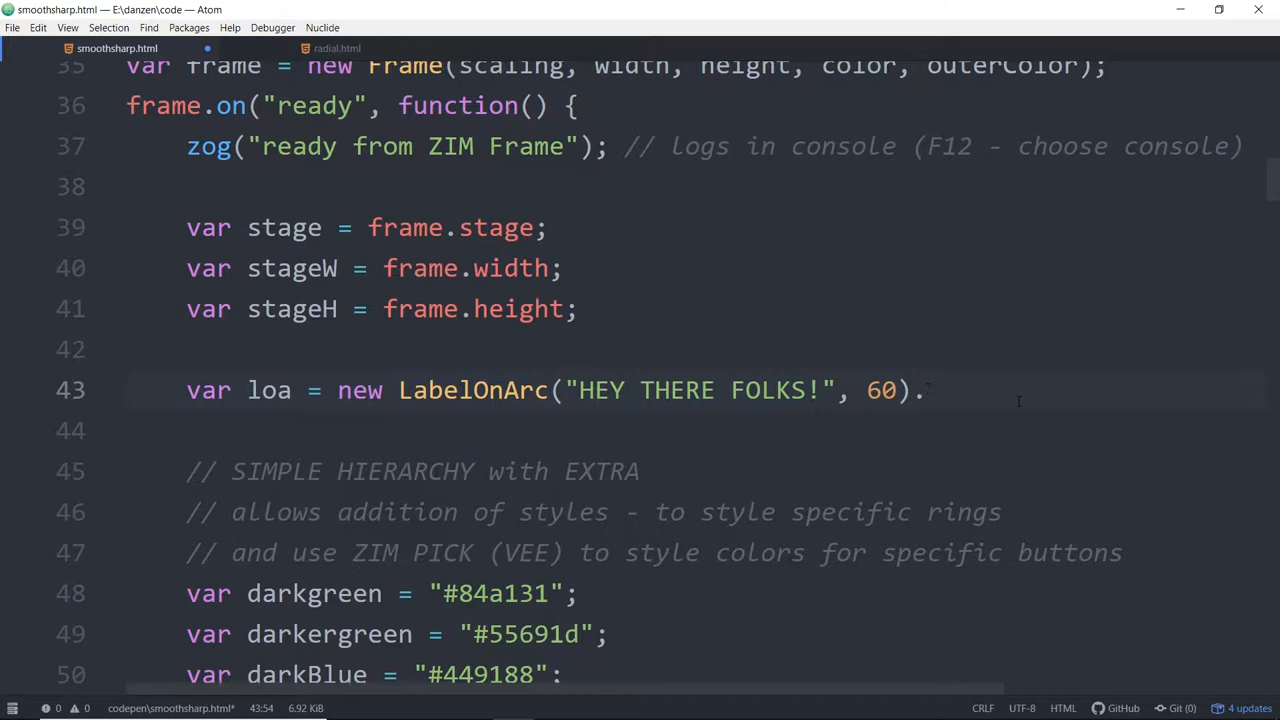 smoothsharp.html — E:\danzen\code — Atom
File Edit View Selection Find Packages Help Debugger Nuclide
smoothsharp.html radial.html
35 var frame = new Frame(scaling, width, height, color, outerColor);
36 frame.on("ready", function() {
37 zog("ready from ZIM Frame"); // logs in console (F12 - choose console)
38
39 var stage = frame.stage;
40 var stageW = frame.width;
41 var stageH = frame.height;
42
43 var loa = new LabelOnArc("HEY THERE FOLKS!", 60).
44
45 // SIMPLE HIERARCHY with EXTRA
46 // allows addition of styles - to style specific rings
47 // and use ZIM PICK (VEE) to style colors for specific buttons
48 var darkgreen = "#84a131";
49 var darkergreen = "#55691d";
50 var darkBlue = "#449188";
0 0 codepen\smoothsharp.html* 43:54 6.92 KiB CRLF UTF-8 HTML GitHub Git (0) 4 updates